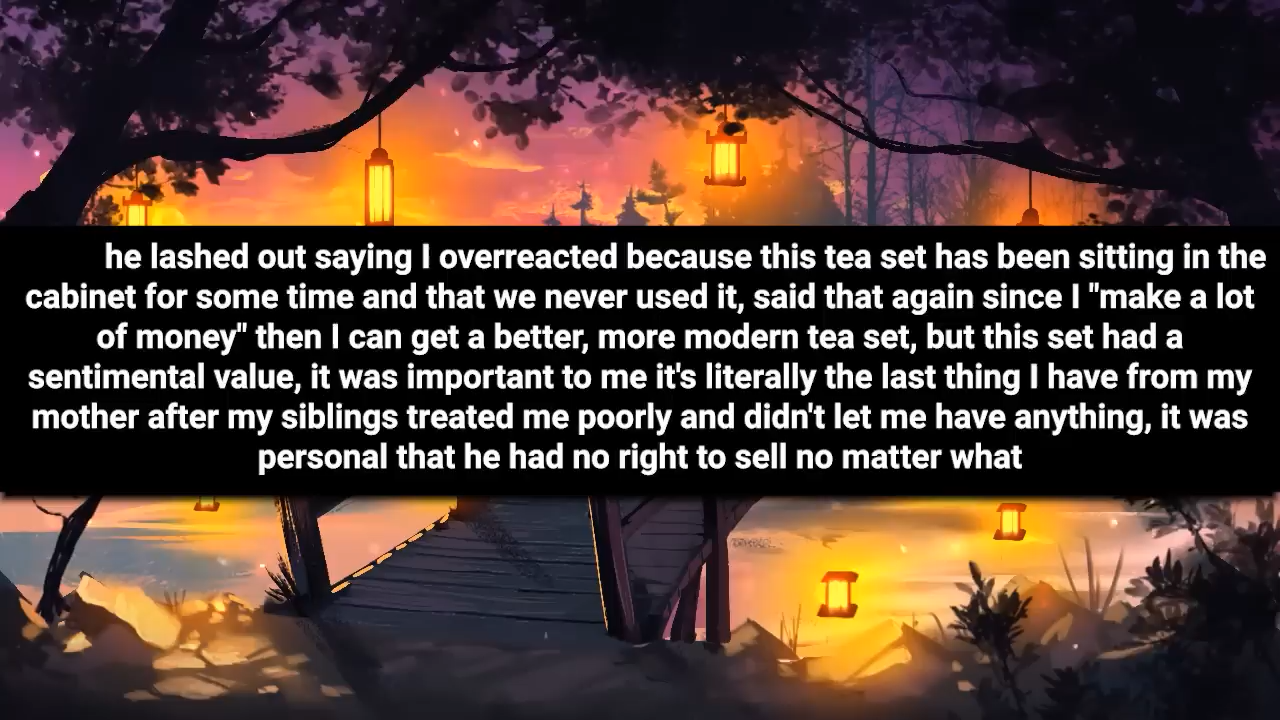 he lashed out saying I overreacted because this tea set has been sitting in the
cabinet for some time and that we never used it, said that again since I "make a lot
of money" then I can get a better, more modern tea set, but this set had a
sentimental value, it was important to me it's literally the last thing I have from my
mother after my siblings treated me poorly and didn't let me have anything, it was
personal that he had no right to sell no matter what